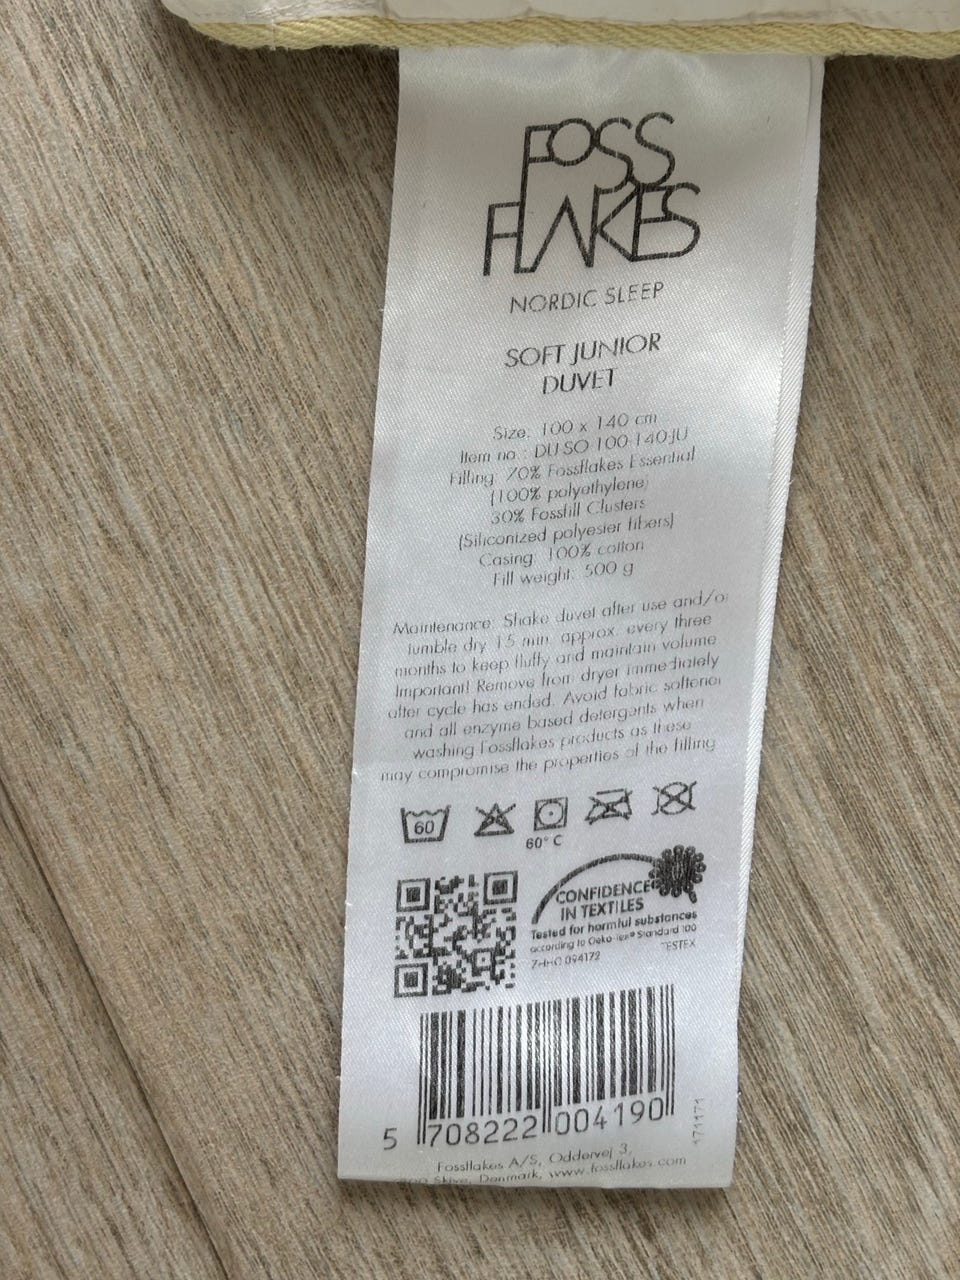 FOSS
FLAKES
NORDIC SLEEP
SOFT JUNIOR
DUVET
Size: 100 x 140 cm
Item no.: DU-SO-100-140-JU
Filling: 70% Fossflakes Essential
(100% polyethylene)
30% Fossfill Clusters
(Siliconized polyester fibers)
Casing: 100% cotton
Fill weight: 500 g
Maintenance: Shake duvet after use and/or
tumble dry 15 min. approx. every three
months to keep fluffy and maintain volume
Important! Remove from dryer immediately
after cycle has ended. Avoid fabric softener
and all enzyme based detergents when
washing Fossflakes products as these
may compromise the properties of the filling
60
60° C
CONFIDENCE
IN TEXTILES
Tested for harmful substances
according to Oeko-Tex® Standard 100
094172 TESTEX
5 708222 004190
171171
Fossflakes A/S, Oddervej 3,
Skive, Denmark, www.fossflakes.com